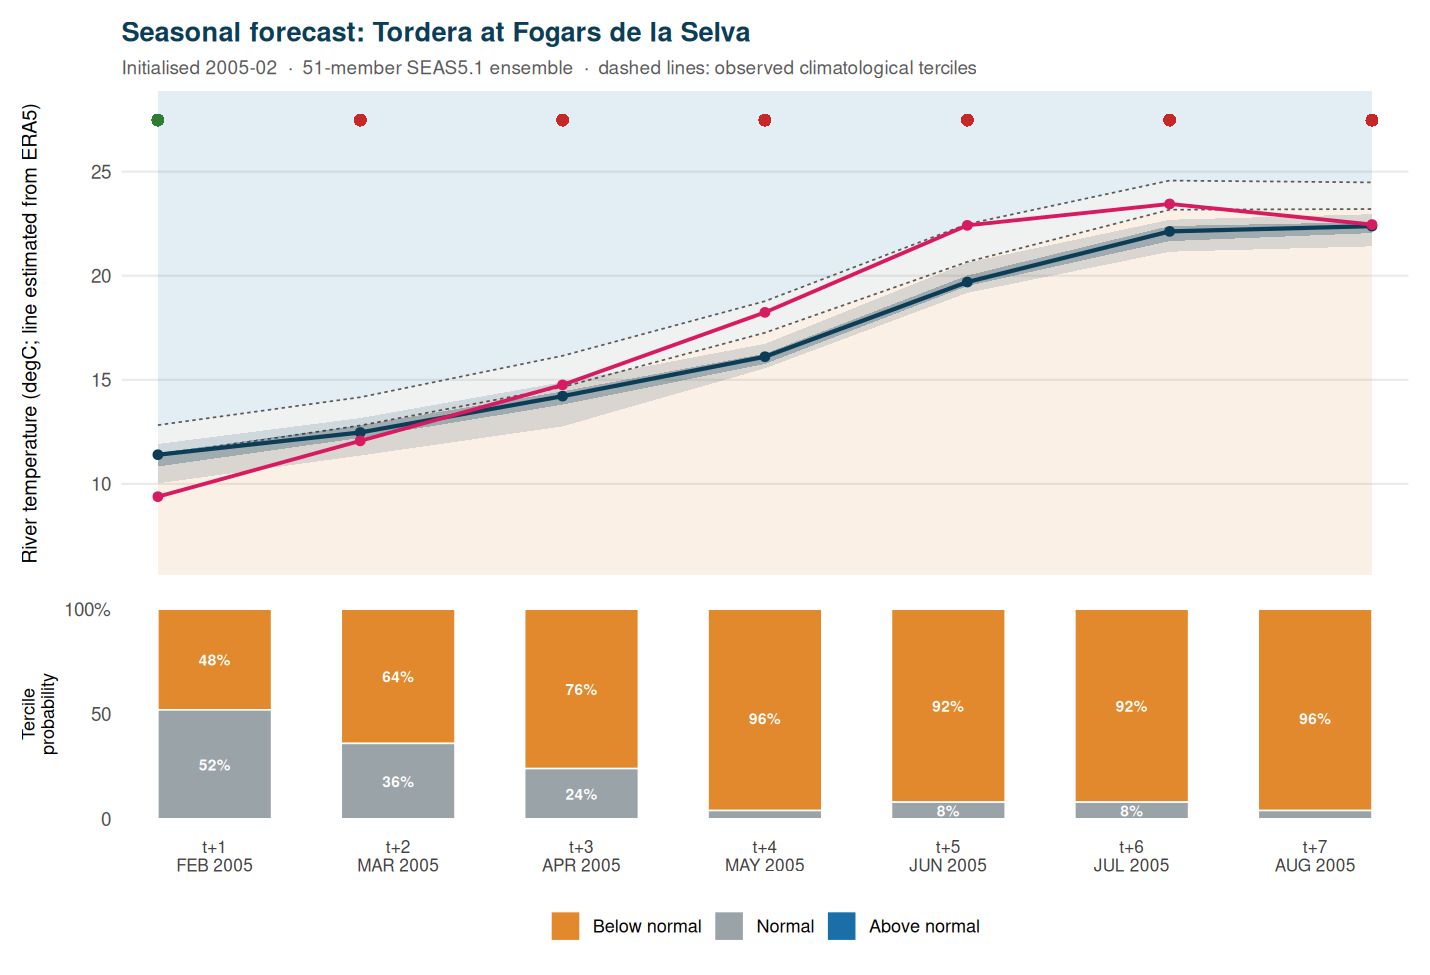 Seasonal forecast: Tordera at Fogars de la Selva
Initialised 2005-02 · 51-member SEAS5.1 ensemble · dashed lines: observed climatological terciles
River temperature (degC; line estimated from ERA5)
25
20
15
10
Tercile
probability
100%
50
0
48%
64%
76%
96%
92%
92%
96%
52%
36%
24%
8%
8%
t+1
FEB 2005
t+2
MAR 2005
t+3
APR 2005
t+4
MAY 2005
t+5
JUN 2005
t+6
JUL 2005
t+7
AUG 2005
Below normal
Normal
Above normal